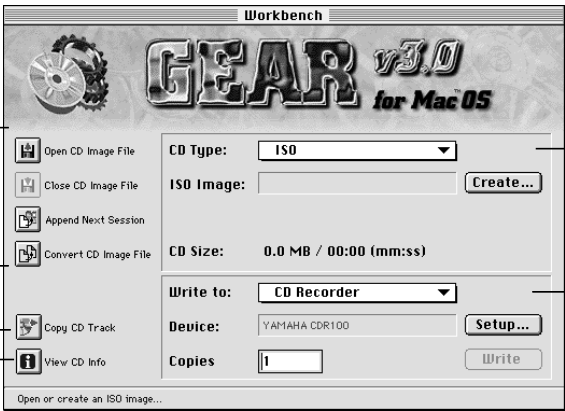 Workbench
GEAR v3.0
for Mac™OS
Open CD Image File
Close CD Image File
Append Next Session
Convert CD Image File
Copy CD Track
View CD Info
CD Type: ISO
ISO Image: Create...
CD Size: 0.0 MB / 00:00 (mm:ss)
Write to: CD Recorder
Device: YAMAHA CDR100 Setup...
Copies 1 Write
Open or create an ISO image...